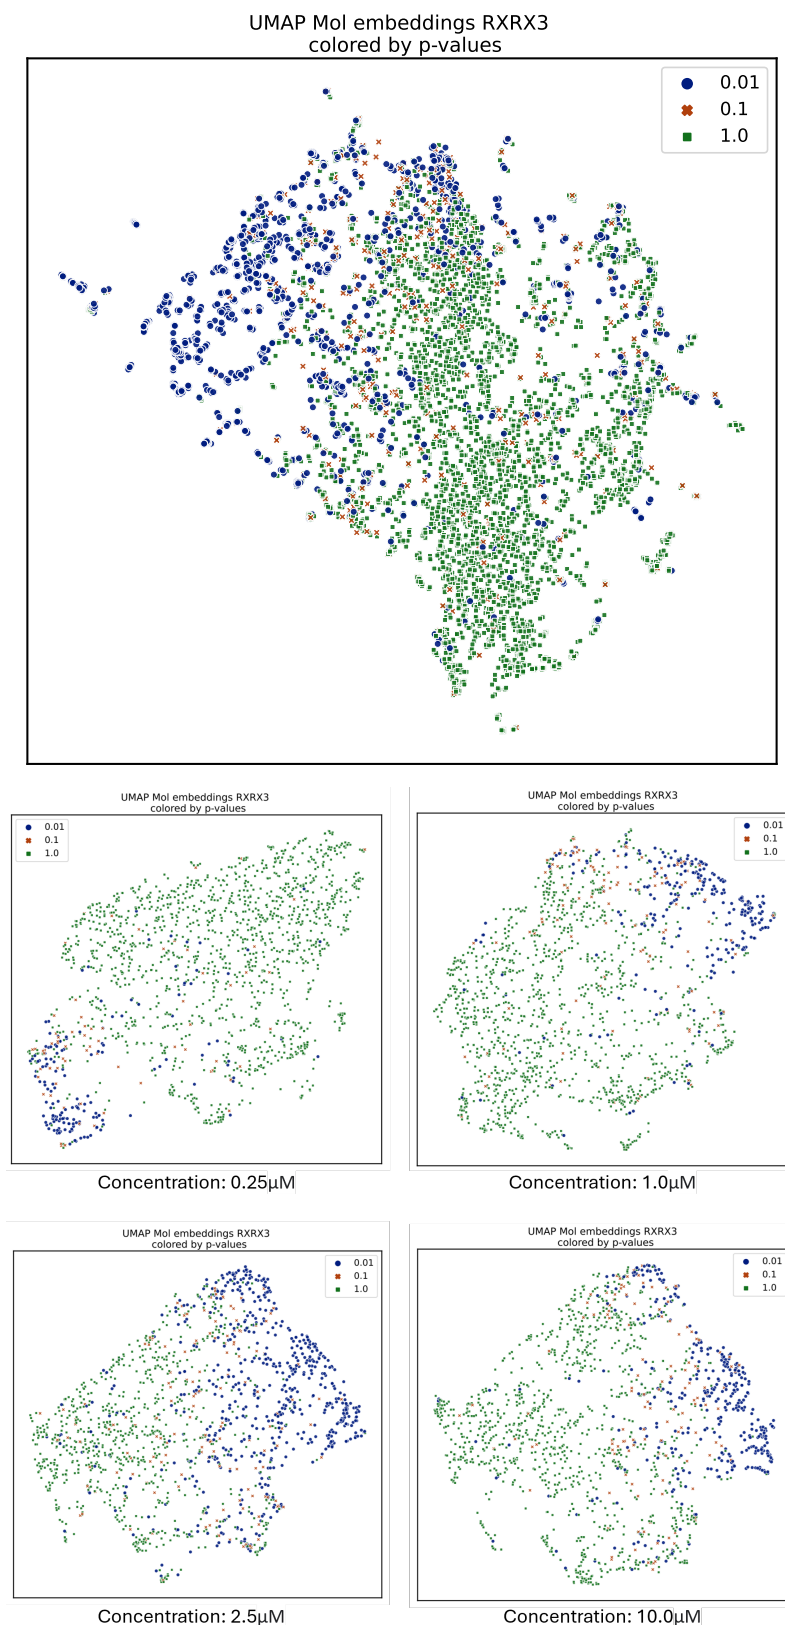 UMAP Mol embeddings RXRX3
colored by p-values
0.01
0.1
1.0
UMAP Mol embeddings RXRX3
colored by p-values
0.01
0.1
1.0
Concentration: 0.25μM
UMAP Mol embeddings RXRX3
colored by p-values
0.01
0.1
1.0
Concentration: 1.0μM
UMAP Mol embeddings RXRX3
colored by p-values
0.01
0.1
1.0
Concentration: 2.5μM
UMAP Mol embeddings RXRX3
colored by p-values
0.01
0.1
1.0
Concentration: 10.0μM